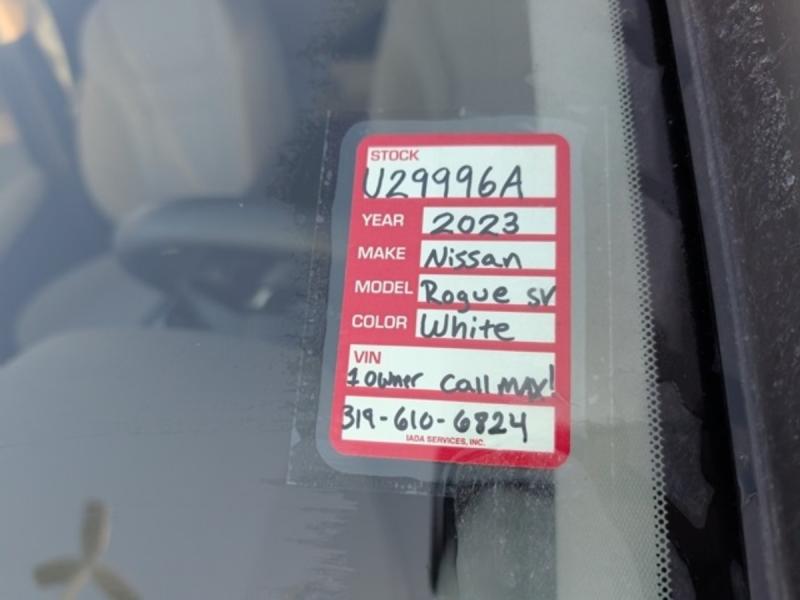 STOCK
U29996A
YEAR 2023
MAKE Nissan
MODEL Rogue SV
COLOR White
VIN
1 owner Call MAX!
319-610-6824
IADA SERVICES, INC.